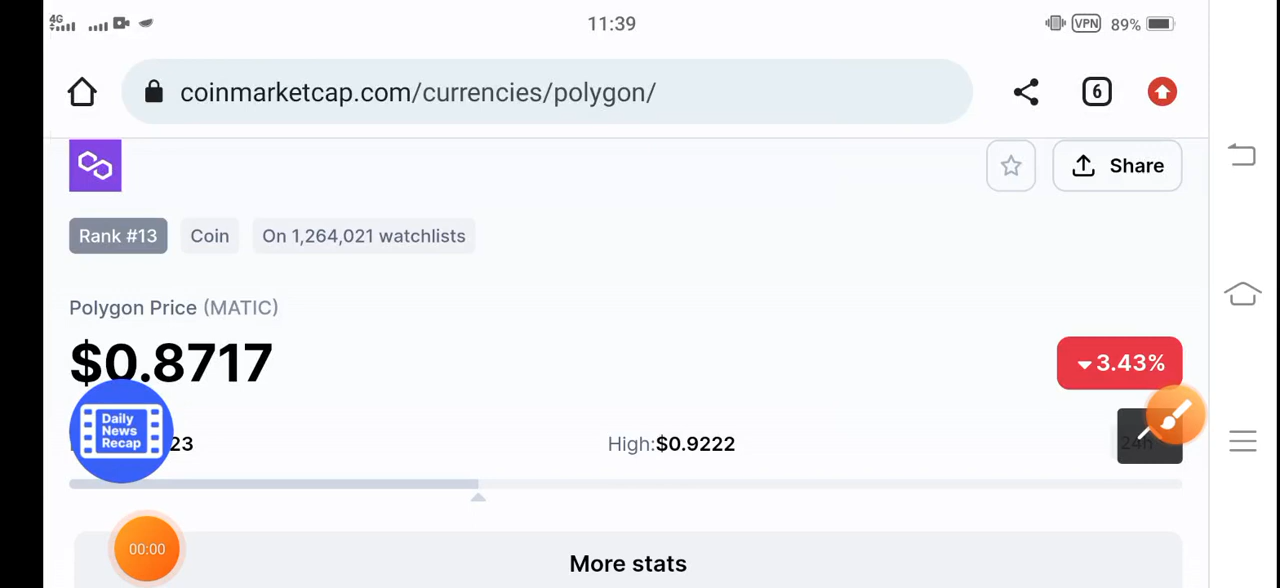 4G 11:39 VPN 89%
coinmarketcap.com/currencies/polygon/ 6
Share
Rank #13 Coin On 1,264,021 watchlists
Polygon Price (MATIC)
$0.8717 3.43%
Daily
News
Recap
23 High:$0.9222 24h
00:00
More stats